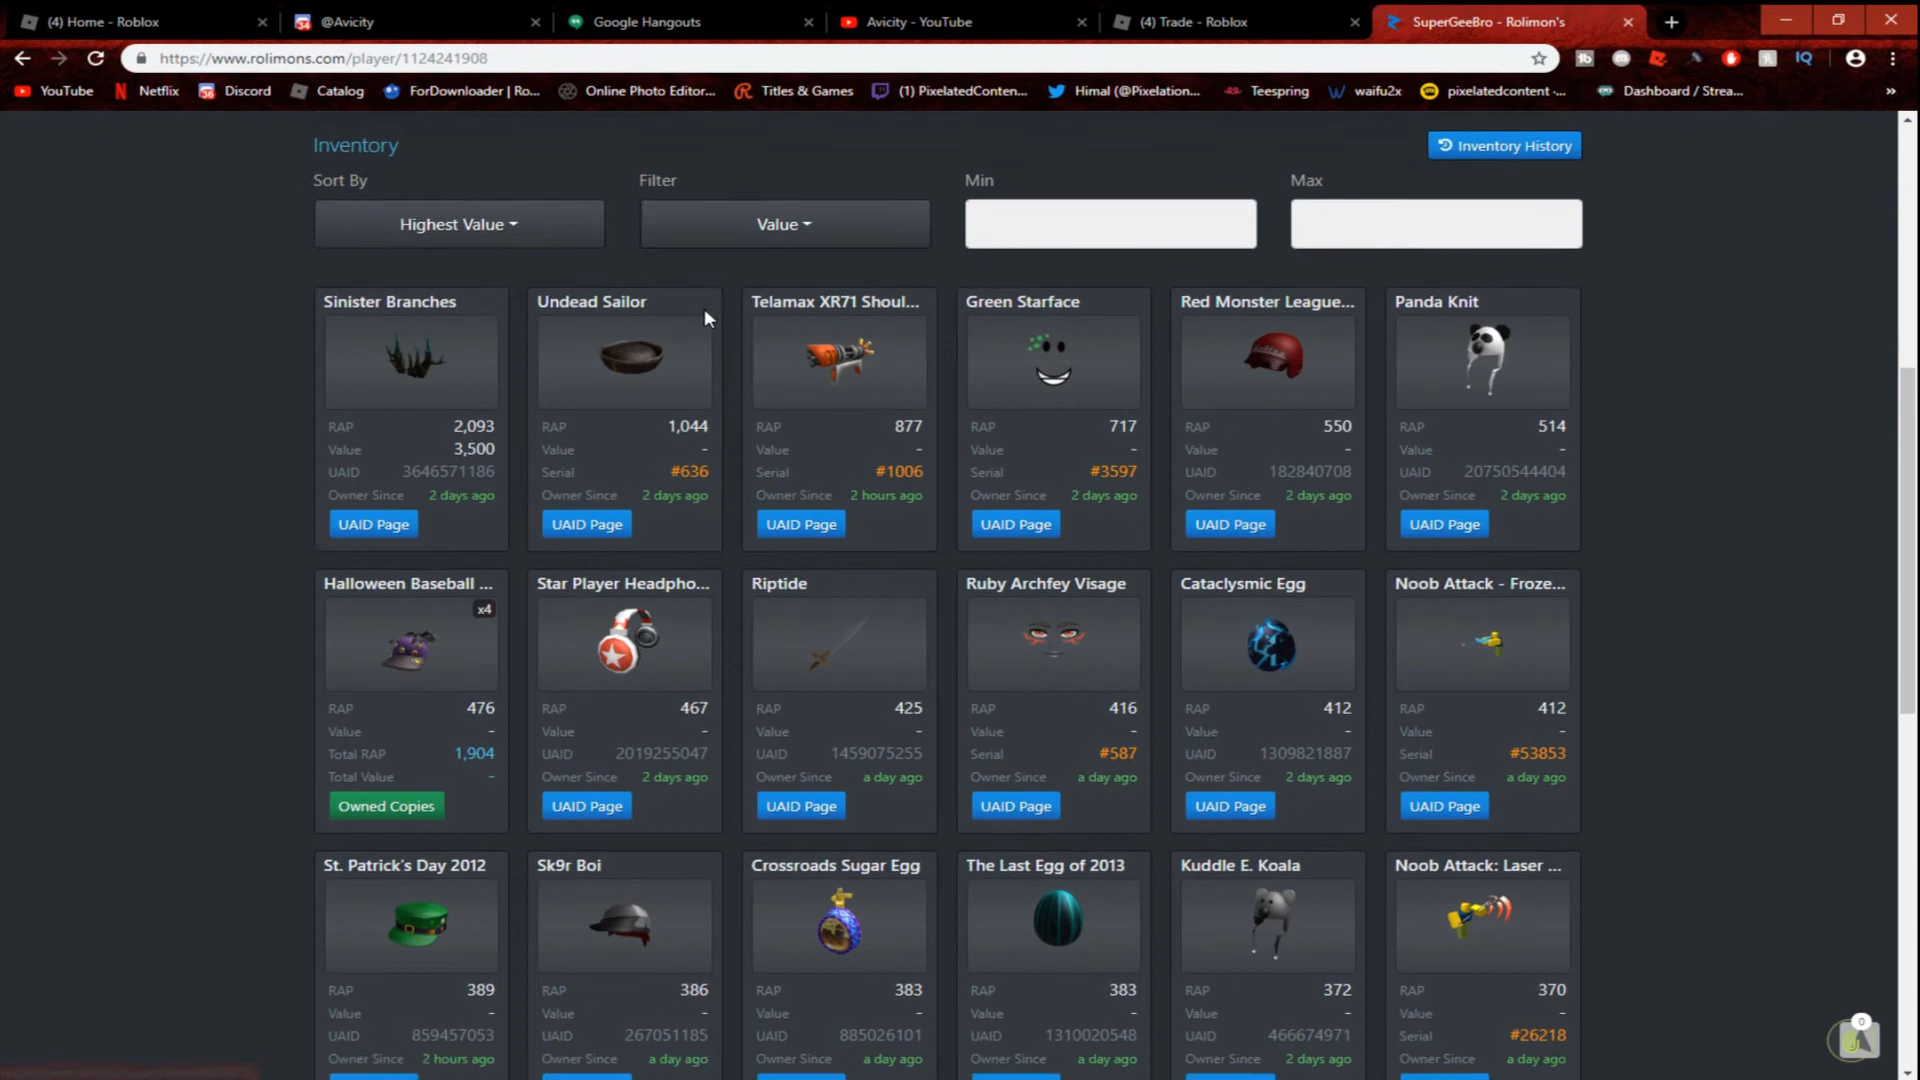 (4) Home - Roblox
@Avicity
Google Hangouts
Avicity - YouTube
(4) Trade - Roblox
SuperGeeBro - Rolimon's
https://www.rolimons.com/player/1124241908
YouTube Netflix Discord Catalog ForDownloader | Ro... Online Photo Editor... Titles & Games (1) PixelatedConten... Himal (@Pixelation... Teespring waifu2x pixelatedcontent -... Dashboard / Strea...
Inventory
Inventory History
Sort By Filter Min Max
Highest Value Value
Sinister Branches Undead Sailor Telamax XR71 Shoul... Green Starface Red Monster League... Panda Knit
RAP 2,093 RAP 1,044 RAP 877 RAP 717 RAP 550 RAP 514
Value 3,500 Value - Value - Value - Value - Value -
UAID 3646571186 Serial #636 Serial #1006 Serial #3597 UAID 182840708 UAID 20750544404
Owner Since 2 days ago Owner Since 2 days ago Owner Since 2 hours ago Owner Since 2 days ago Owner Since 2 days ago Owner Since 2 days ago
UAID Page UAID Page UAID Page UAID Page UAID Page UAID Page
Halloween Baseball ... Star Player Headpho... Riptide Ruby Archfey Visage Cataclysmic Egg Noob Attack - Froze...
x4
RAP 476 RAP 467 RAP 425 RAP 416 RAP 412 RAP 412
Value - Value - Value - Value - Value - Value -
Total RAP 1,904 UAID 2019255047 UAID 1459075255 Serial #587 UAID 1309821887 Serial #53853
Total Value - Owner Since 2 days ago Owner Since a day ago Owner Since a day ago Owner Since 2 days ago Owner Since a day ago
Owned Copies UAID Page UAID Page UAID Page UAID Page UAID Page
St. Patrick's Day 2012 Sk9r Boi Crossroads Sugar Egg The Last Egg of 2013 Kuddle E. Koala Noob Attack: Laser ...
RAP 389 RAP 386 RAP 383 RAP 383 RAP 372 RAP 370
Value - Value - Value - Value - Value - Value -
UAID 859457053 UAID 267051185 UAID 885026101 UAID 1310020548 UAID 466674971 Serial #26218
Owner Since 2 hours ago Owner Since a day ago Owner Since a day ago Owner Since a day ago Owner Since 2 days ago Owner Since a day ago
0